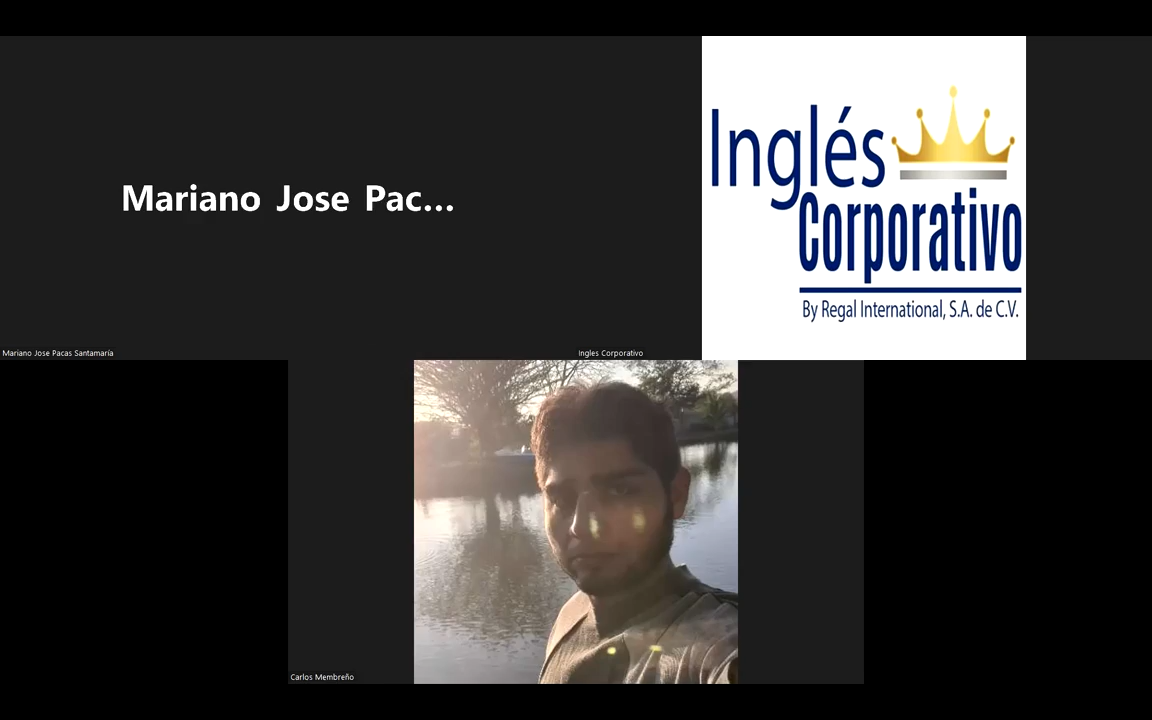 Mariano Jose Pac...
Inglés
Corporativo
By Regal International, S.A. de C.V.
Mariano Jose Pacas Santamaría
Ingles Corporativo
Carlos Membreño